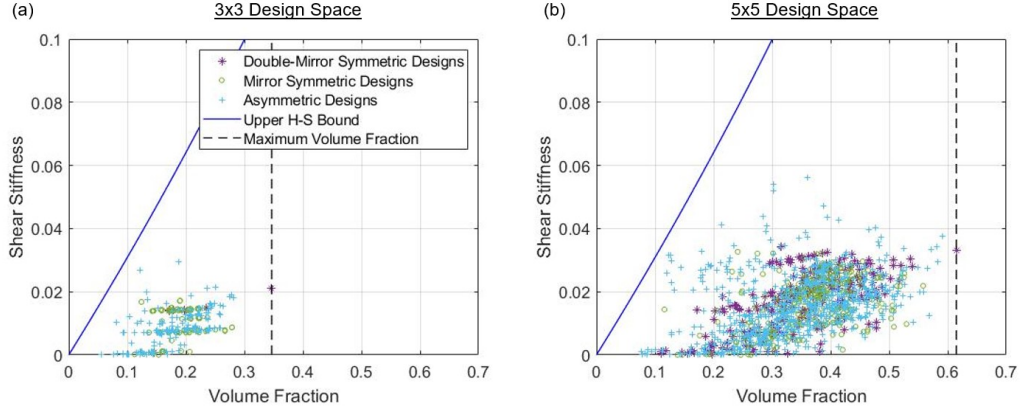 (a)
3x3 Design Space
0.1
0.08
0.06
0.04
0.02
0
0
0.1
0.2
0.3
0.4
0.5
0.6
0.7
Shear Stiffness
Volume Fraction
Double-Mirror Symmetric Designs
Mirror Symmetric Designs
Asymmetric Designs
Upper H-S Bound
Maximum Volume Fraction
(b)
5x5 Design Space
0.1
0.08
0.06
0.04
0.02
0
0
0.1
0.2
0.3
0.4
0.5
0.6
0.7
Shear Stiffness
Volume Fraction